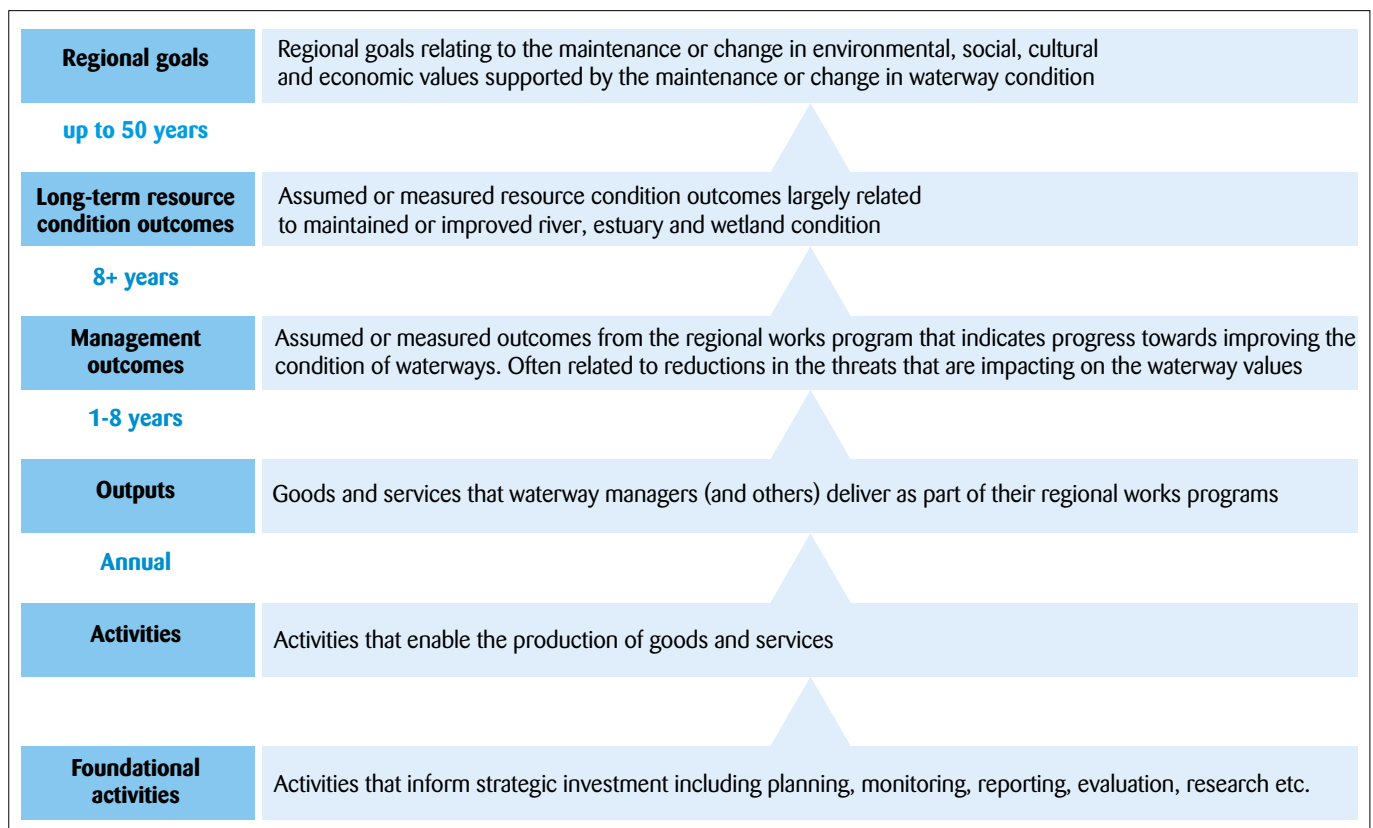 Regional goals
Regional goals relating to the maintenance or change in environmental, social, cultural
and economic values supported by the maintenance or change in waterway condition
up to 50 years
Long-term resource
condition outcomes
Assumed or measured resource condition outcomes largely related
to maintained or improved river, estuary and wetland condition
8+ years
Management
outcomes
Assumed or measured outcomes from the regional works program that indicates progress towards improving the
condition of waterways. Often related to reductions in the threats that are impacting on the waterway values
1-8 years
Outputs
Goods and services that waterway managers (and others) deliver as part of their regional works programs
Annual
Activities
Activities that enable the production of goods and services
Foundational
activities
Activities that inform strategic investment including planning, monitoring, reporting, evaluation, research etc.